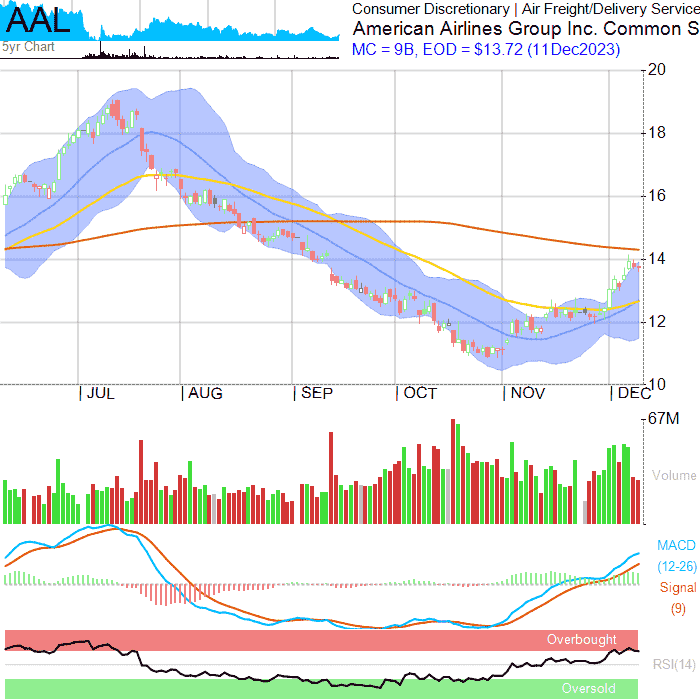 AAL
5yr Chart
Consumer Discretionary | Air Freight/Delivery Service
American Airlines Group Inc. Common S
MC = 9B, EOD = $13.72 (11Dec2023)
20
18
16
14
12
10
JUL AUG SEP OCT NOV DEC
67M
Volume
MACD
(12-26)
Signal
(9)
Overbought
RSI(14)
Oversold